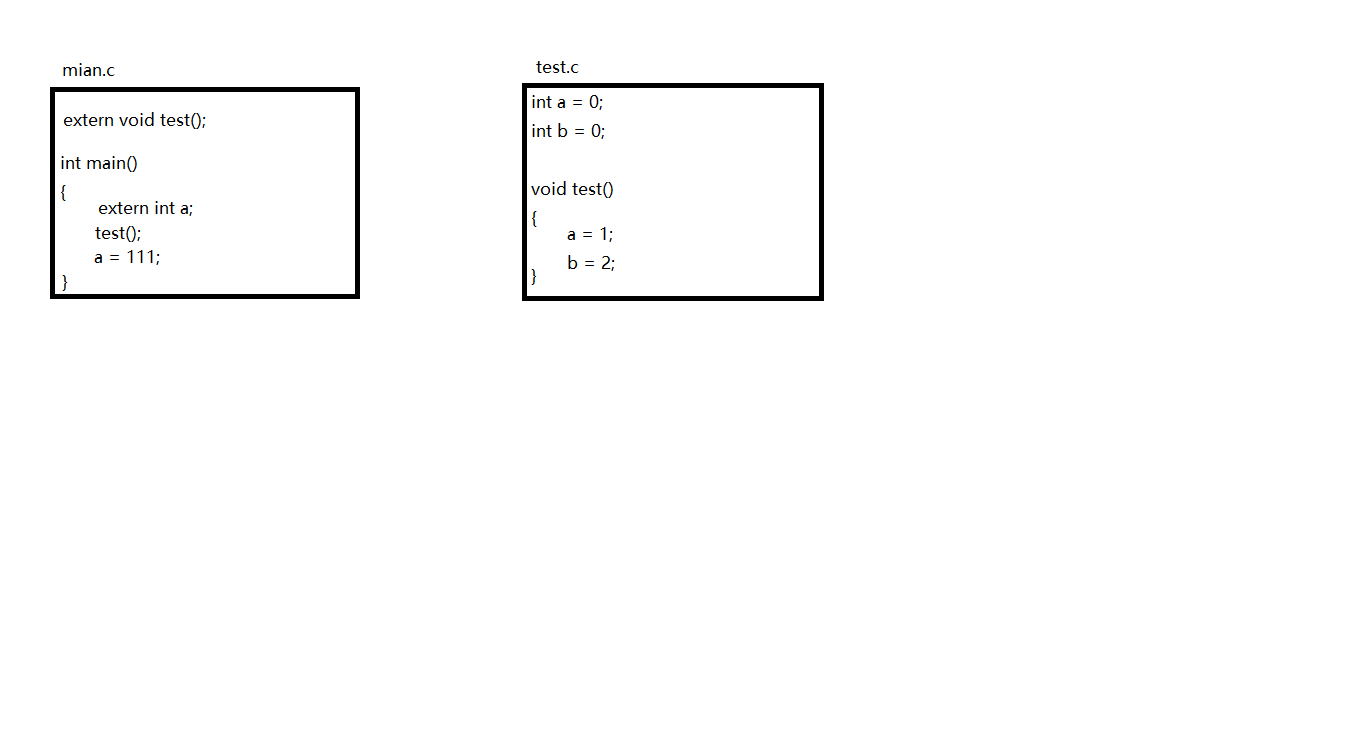 mian.c
extern void test();
int main()
{
extern int a;
test();
a = 111;
}
test.c
int a = 0;
int b = 0;
void test()
{
a = 1;
b = 2;
}